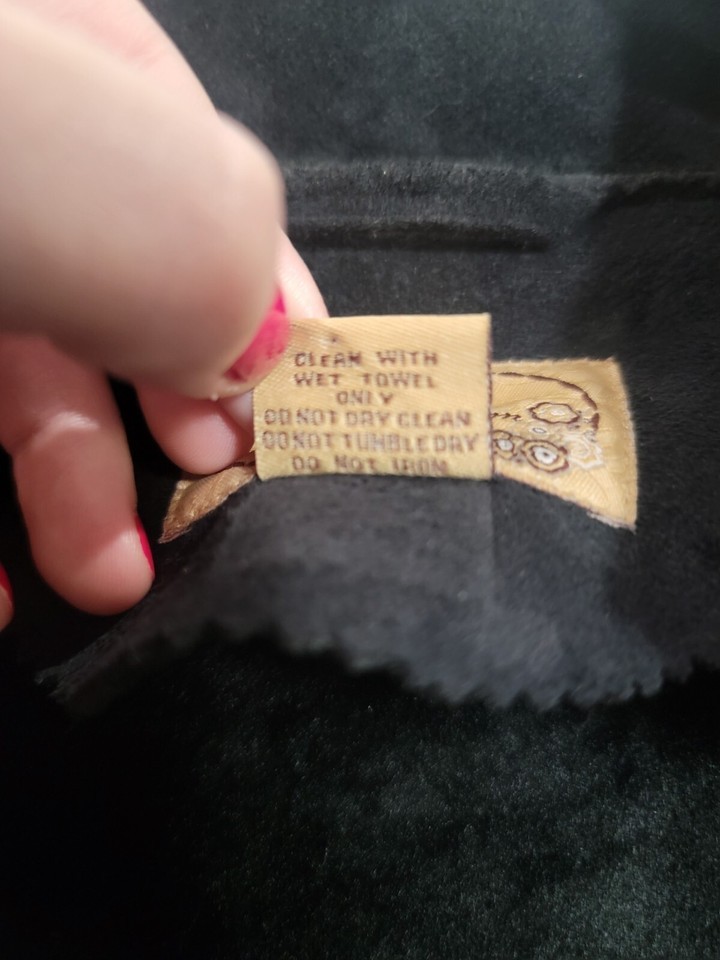 CLEAN WITH
WET TOWEL
ONLY
DO NOT DRY CLEAN
DO NOT TUMBLE DRY
DO NOT IRON